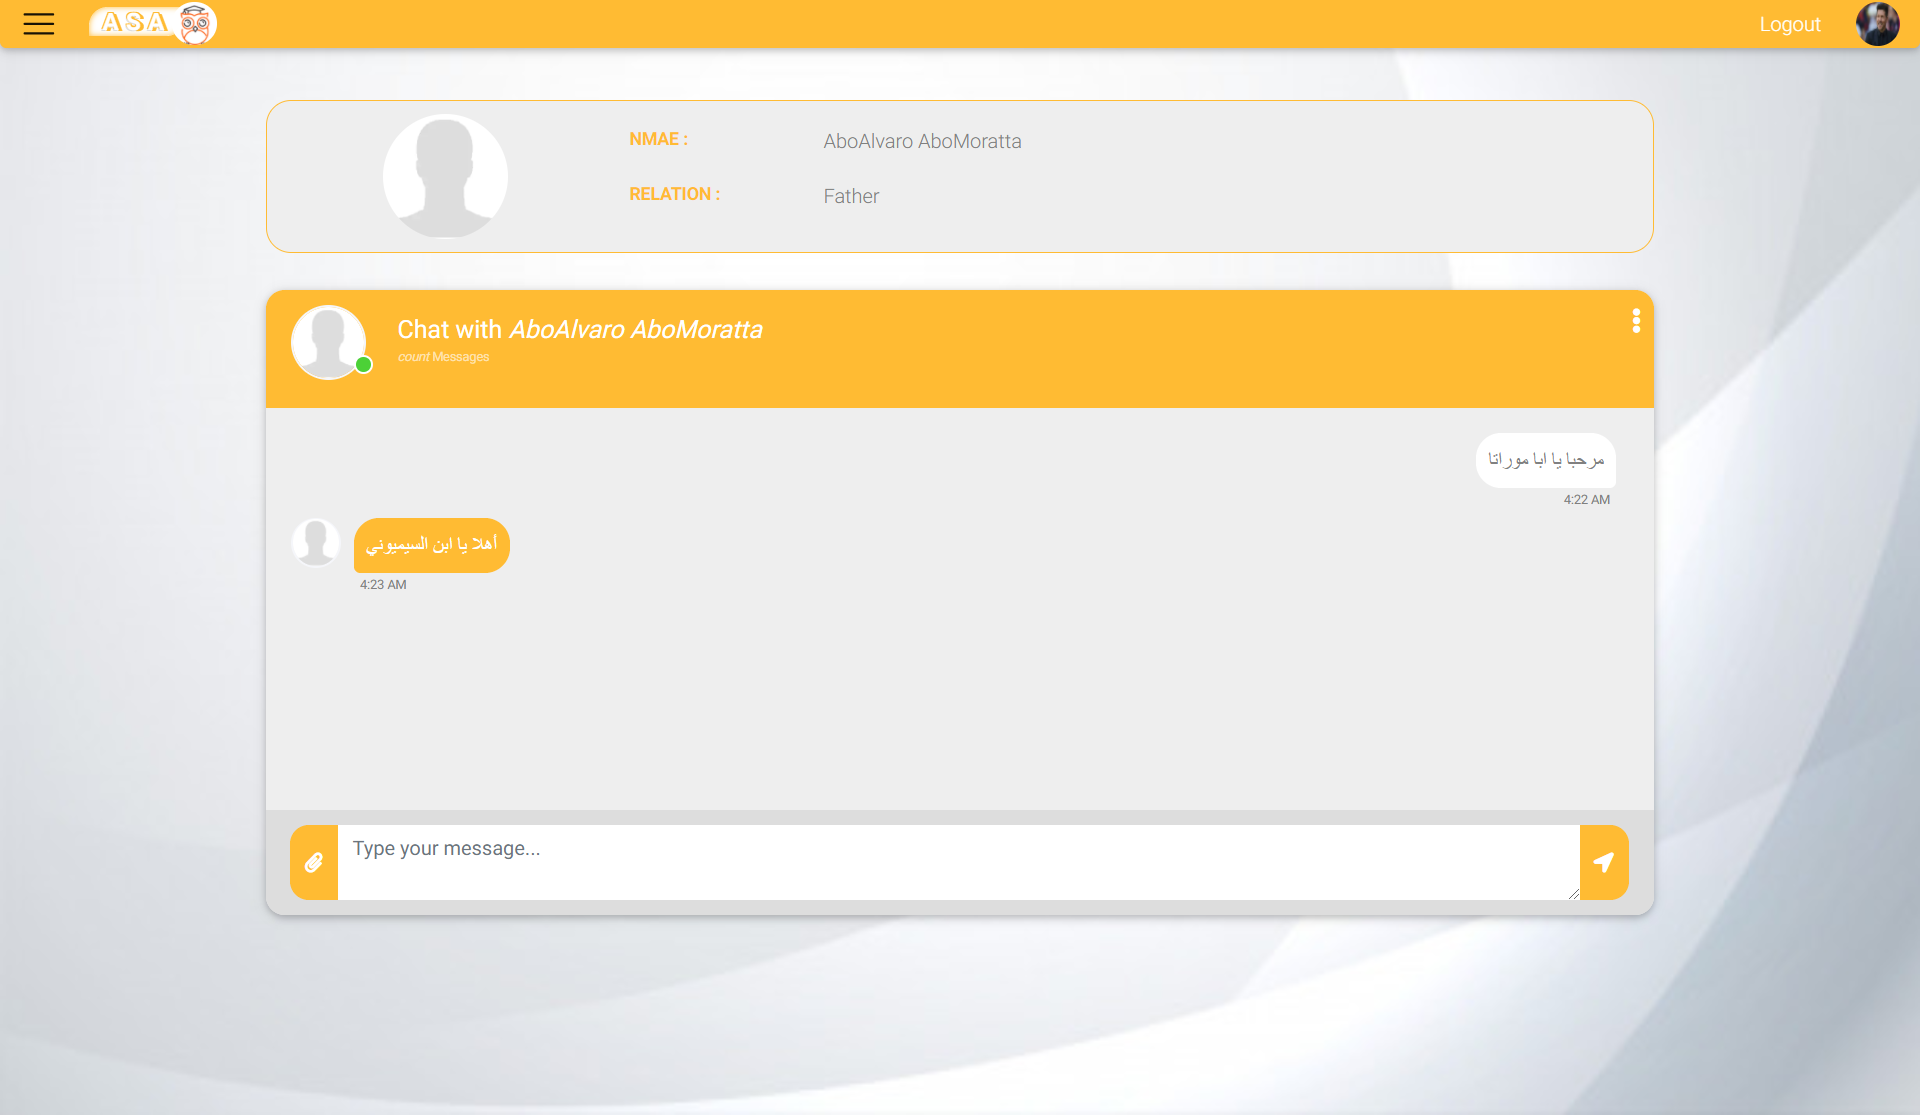 ASA
Logout
NMAE :
AboAlvaro AboMoratta
RELATION :
Father
Chat with AboAlvaro AboMoratta
count Messages
مرحبا يا ابا موراتا
4:22 AM
أهلا يا ابن السيميوني
4:23 AM
Type your message...